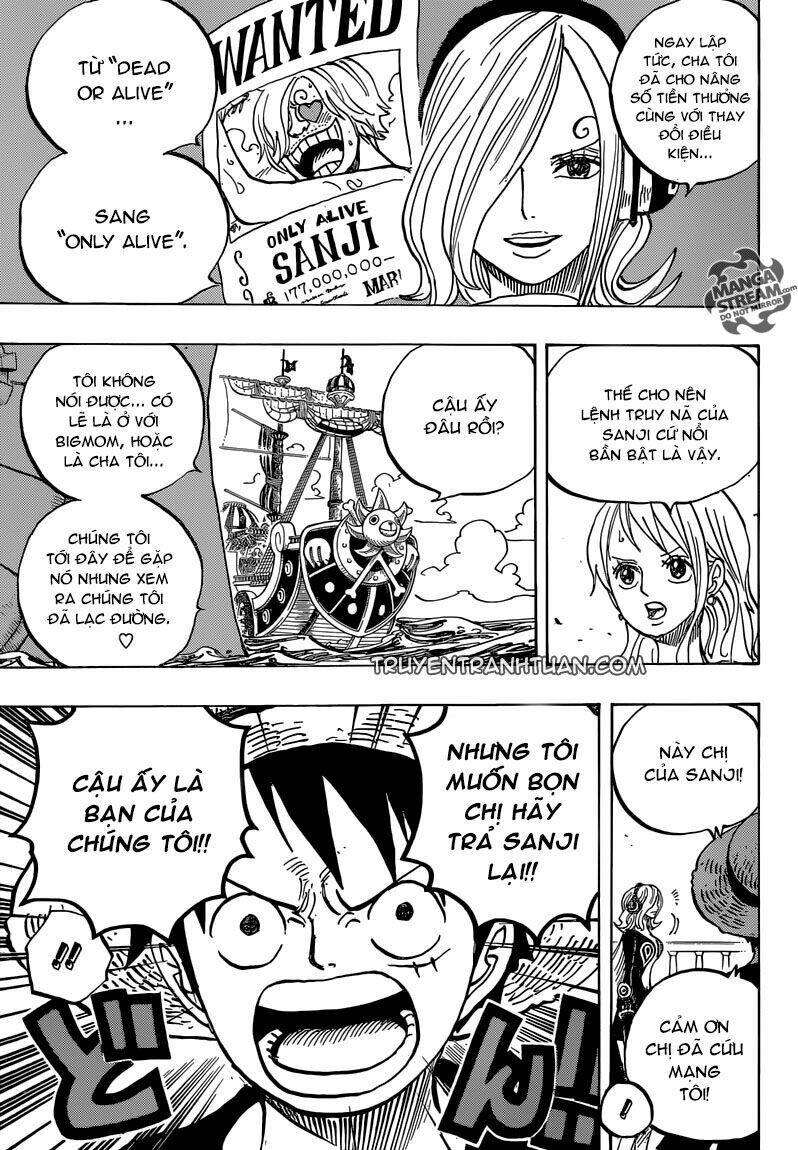 NGAY LẬP
TỨC, CHA TÔI
ĐÃ CHO NÂNG
SỐ TIỀN THƯỞNG
CÙNG VỚI THAY
ĐỔI ĐIỀU
KIỆN...
WANTED
ONLY ALIVE
SANJI
177,000,000-
MARI
TỪ "DEAD
OR ALIVE"
...
SANG
"ONLY ALIVE".
MANGA
STREAM.COM
DO NOT MIRROR
THẾ CHO NÊN
LỆNH TRUY NÃ CỦA
SANJI CỨ NỒI
BẦN BẬT LÀ VẬY.
CẬU ẤY
ĐÂU RỒI?
TÔI KHÔNG
NÓI ĐƯỢC... CÓ
LẼ LÀ Ở VỚI
BIGMOM, HOẶC
LÀ CHA TÔI...
CHÚNG TÔI
TỚI ĐÂY ĐỂ GẶP
NÓ NHƯNG XEM
RA CHÚNG TÔI
ĐÃ LẠC ĐƯỜNG.
♡
TRUYENTRANHTUAN.COM
NÀY CHỊ
CỦA SANJI!
CẢM ƠN
CHỊ ĐÃ CỨU
MẠNG
TÔI!
!
NHƯNG TÔI
MUỐN BỌN
CHỊ HÃY
TRẢ SANJI
LẠI!!
CẬU ẤY LÀ
BẠN CỦA
CHÚNG TÔI!!
!!
どん!!